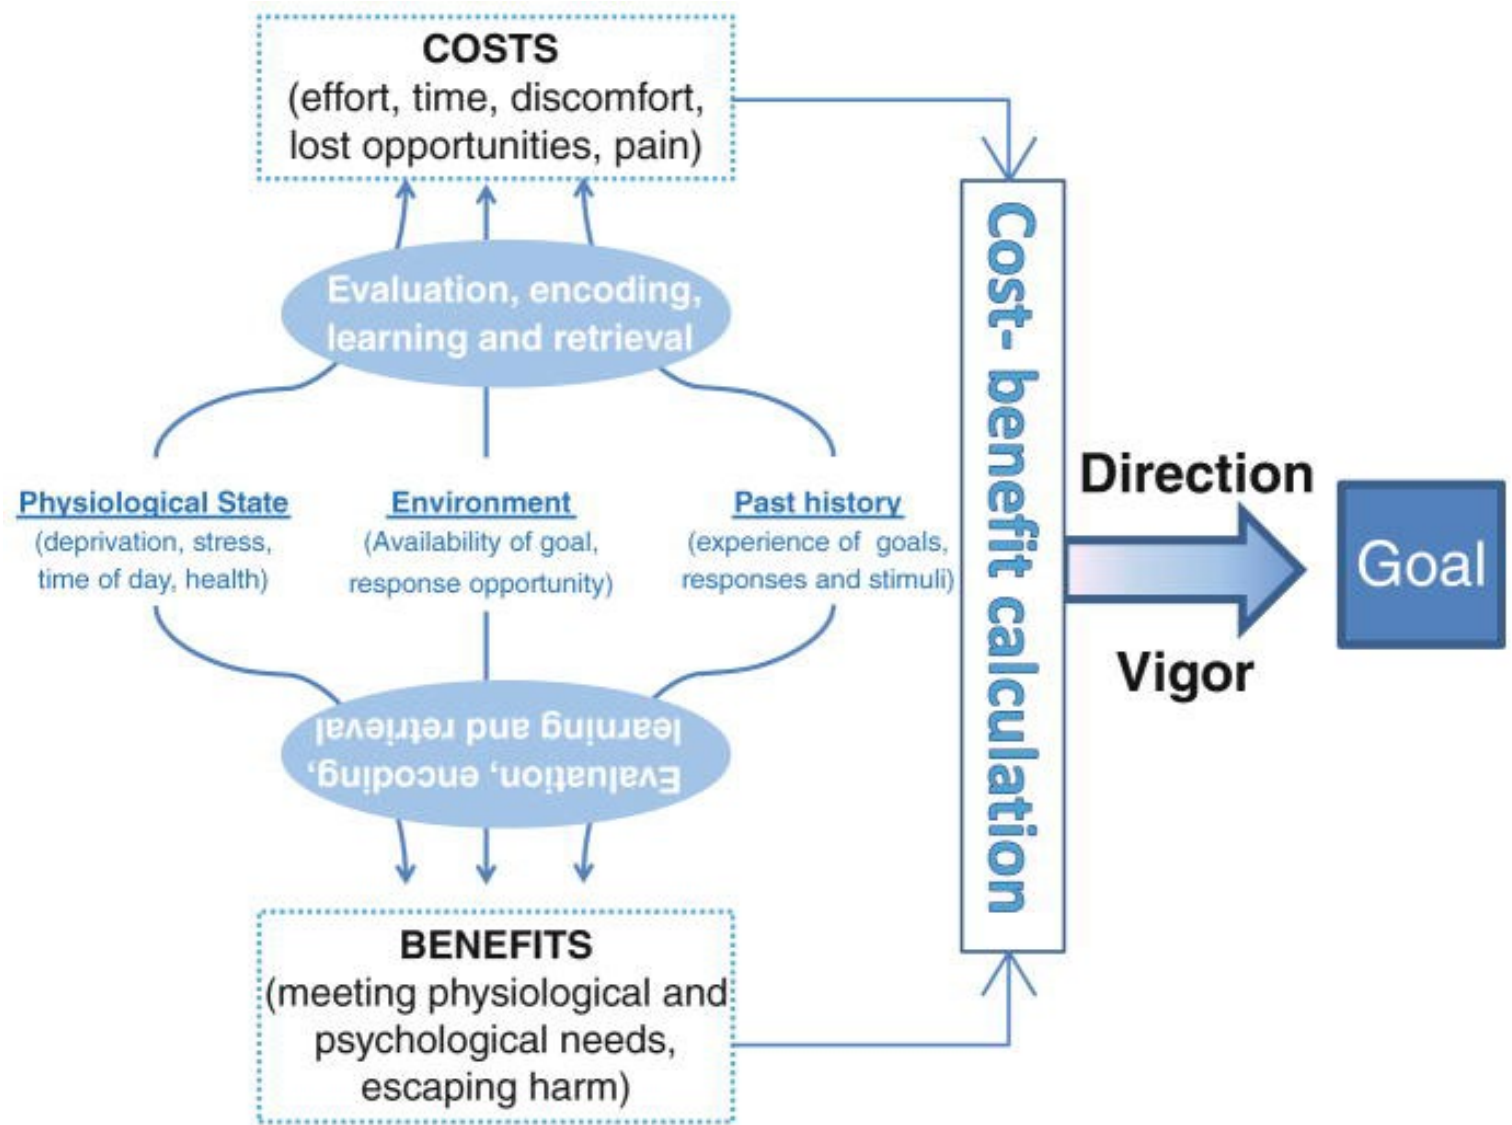 COSTS
(effort, time, discomfort,
lost opportunities, pain)
Evaluation, encoding,
learning and retrieval
Physiological State
(deprivation, stress,
time of day, health)
Environment
(Availability of goal,
response opportunity)
Past history
(experience of goals,
responses and stimuli)
Evaluation, encoding,
learning and retrieval
BENEFITS
(meeting physiological and
psychological needs,
escaping harm)
Cost- benefit calculation
Direction
Vigor
Goal